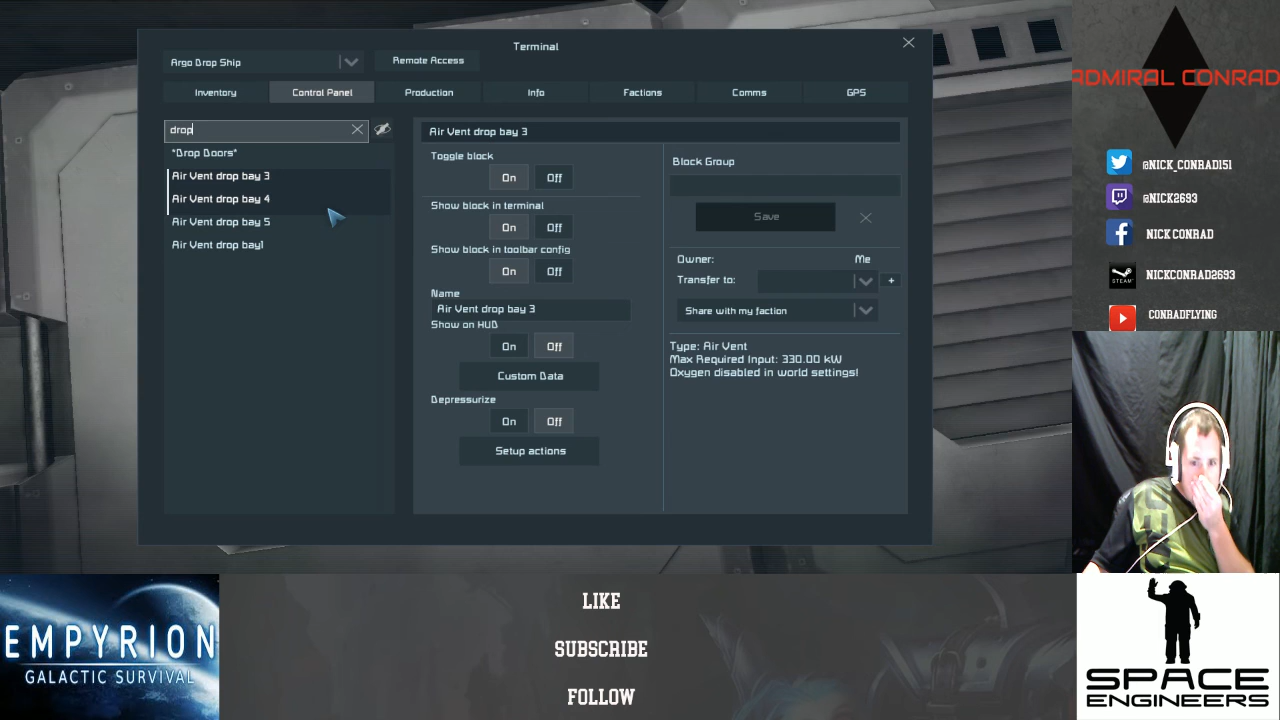 Terminal
Argo Drop Ship
Remote Access
Inventory
Control Panel
Production
Info
Factions
Comms
GPS
drop
*Drop Doors*
Air Vent drop bay 3
Air Vent drop bay 4
Air Vent drop bay 5
Air Vent drop bay1
Air Vent drop bay 3
Toggle block
On Off
Show block in terminal
On Off
Show block in toolbar config
On Off
Name
Air Vent drop bay 3
Show on HUD
On Off
Custom Data
Depressurize
On Off
Setup actions
Block Group
Save
Owner: Me
Transfer to:
+
Share with my faction
Type: Air Vent
Max Required Input: 330.00 kW
Oxygen disabled in world settings!
ADMIRAL CONRAD
@NICK_CONRAD151
@NICK2693
NICK CONRAD
STEAM
NICKCONRAD2693
CONRADFLYING
EMPYRION
GALACTIC SURVIVAL
LIKE
SUBSCRIBE
FOLLOW
SPACE
ENGINEERS